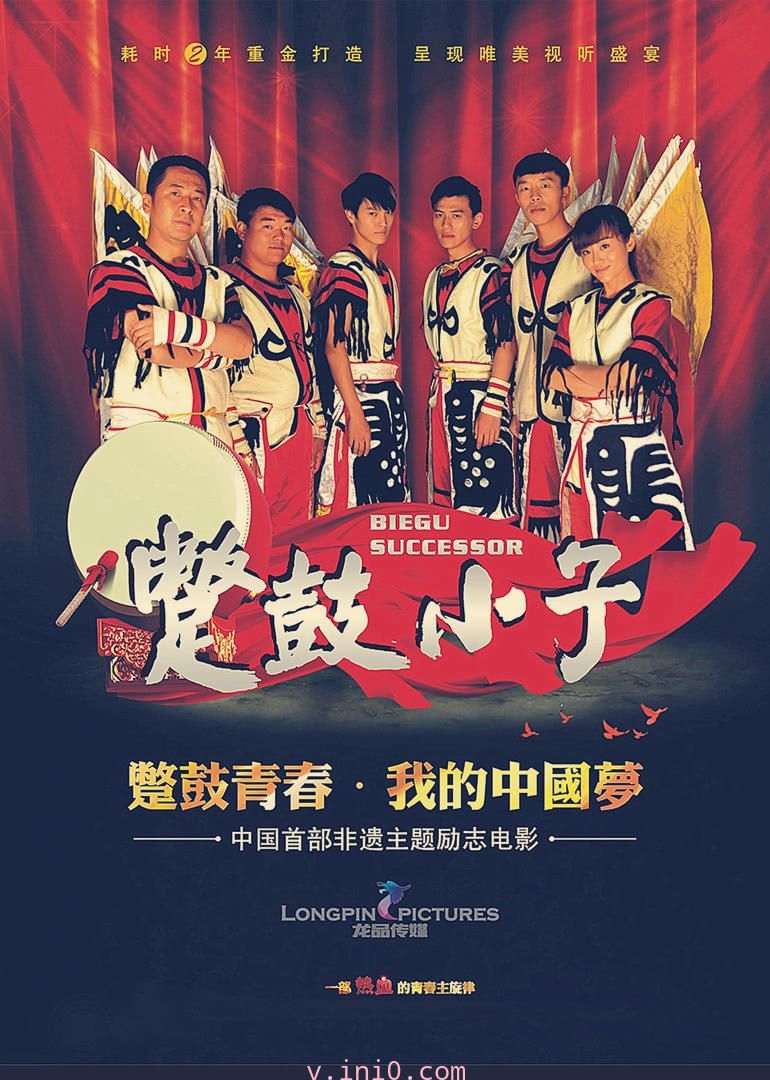 耗时2年重金打造 呈现唯美视听盛宴
BIEGU
SUCCESSOR
蹩鼓小子
蹩鼓青春·我的中國夢
中国首部非遗主题励志电影
LONGPIN PICTURES
龙品传媒
一部热血的青春主旋律
v.ini0.com